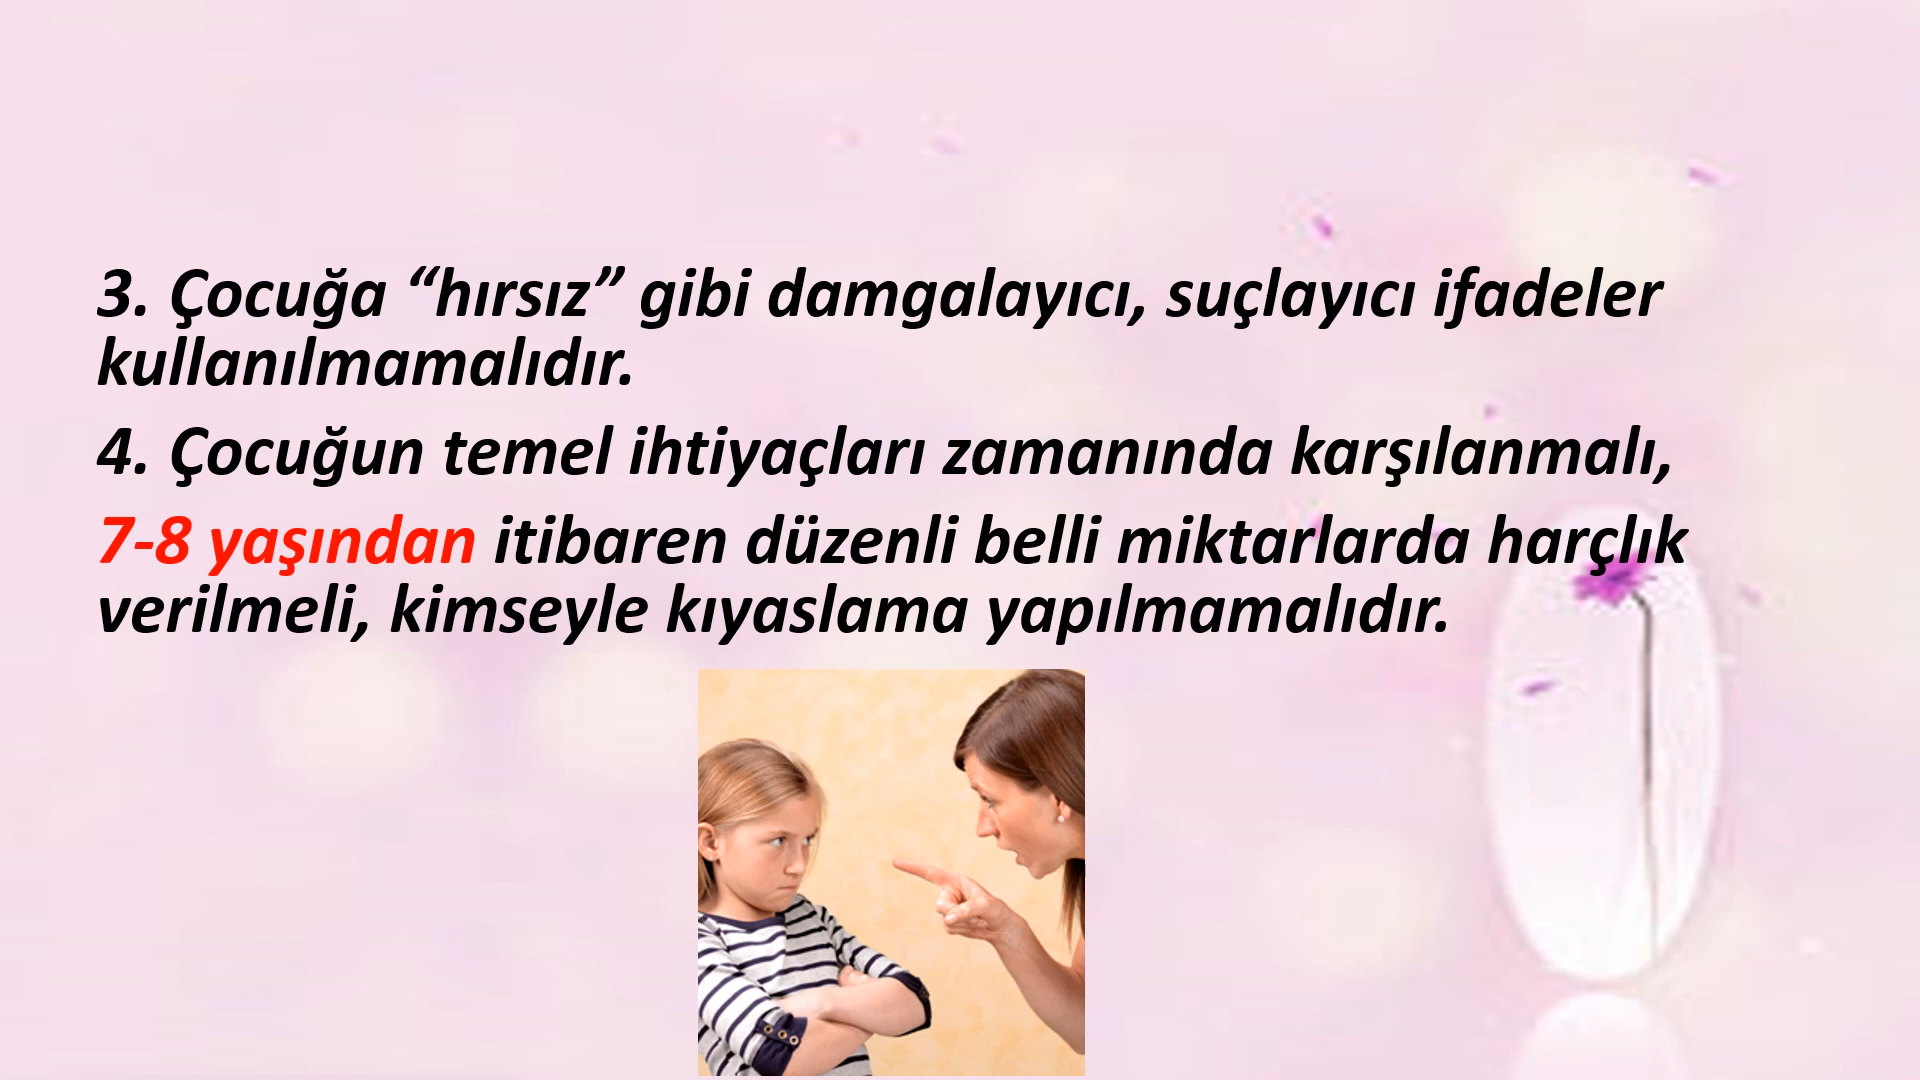 3. Çocuğa “hırsız” gibi damgalayıcı, suçlayıcı ifadeler
kullanılmamalıdır.
4. Çocuğun temel ihtiyaçları zamanında karşılanmalı,
7-8 yaşından itibaren düzenli belli miktarlarda harçlık
verilmeli, kimseyle kıyaslama yapılmamalıdır.